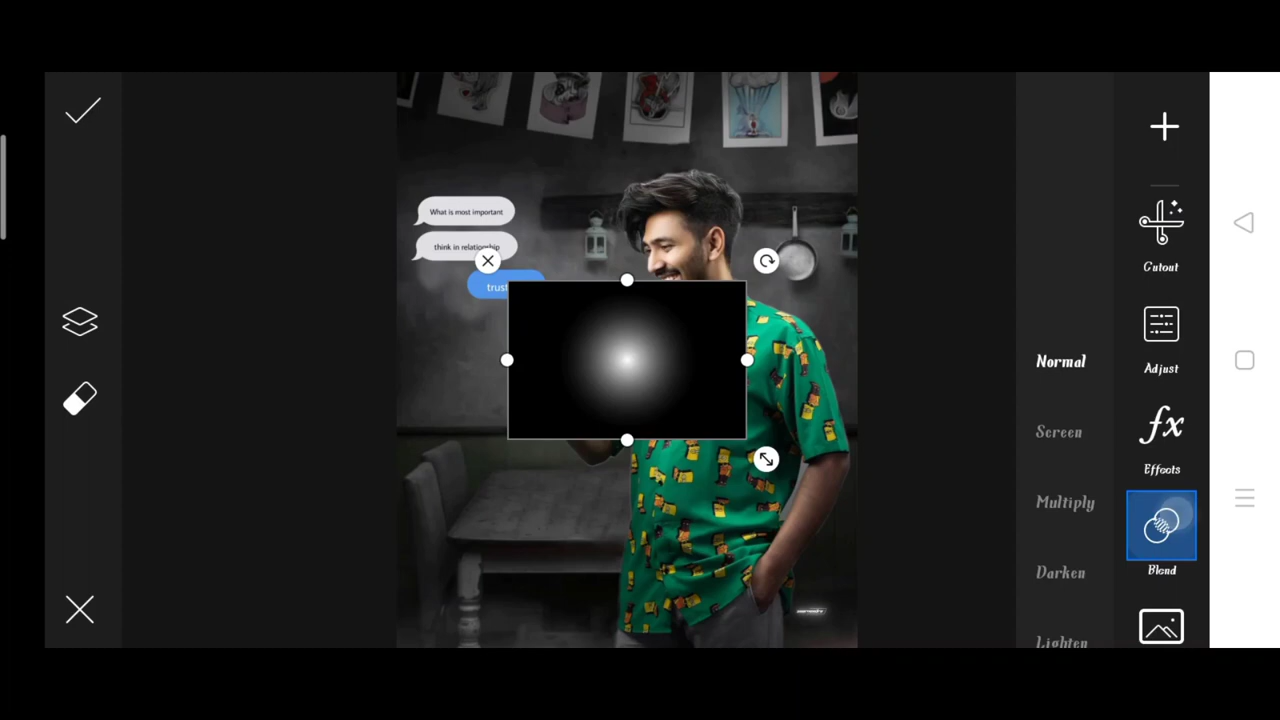 What is most important
think in relationship
trust
Cutout
Adjust
fx
Effects
Blend
Normal
Screen
Multiply
Darken
Lighten